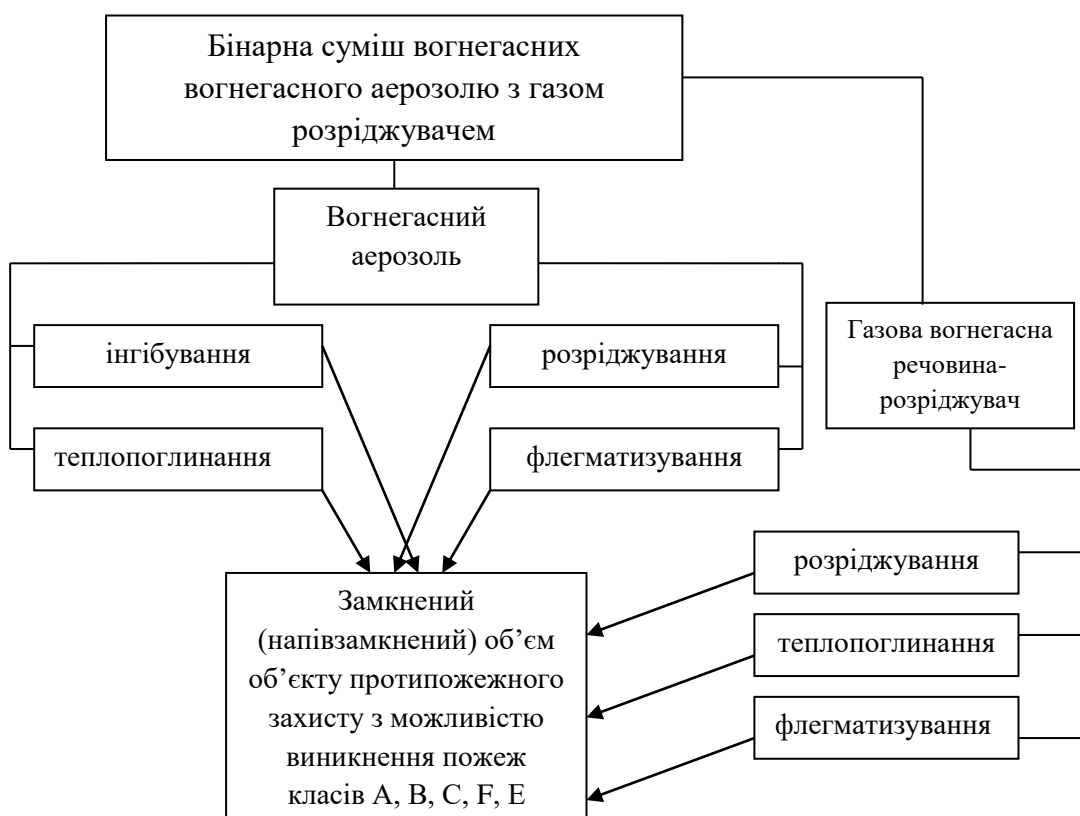 Бінарна суміш вогнегасних
вогнегасного аерозолю з газом
розріджувачем
Вогнегасний
аерозоль
Газова вогнегасна
речовина-
розріджувач
інгібування
розріджування
теплопоглинання
флегматизування
розріджування
теплопоглинання
флегматизування
Замкнений
(напівзамкнений) об’єм
об’єкту протипожежного
захисту з можливістю
виникнення пожеж
класів А, В, С, F, Е